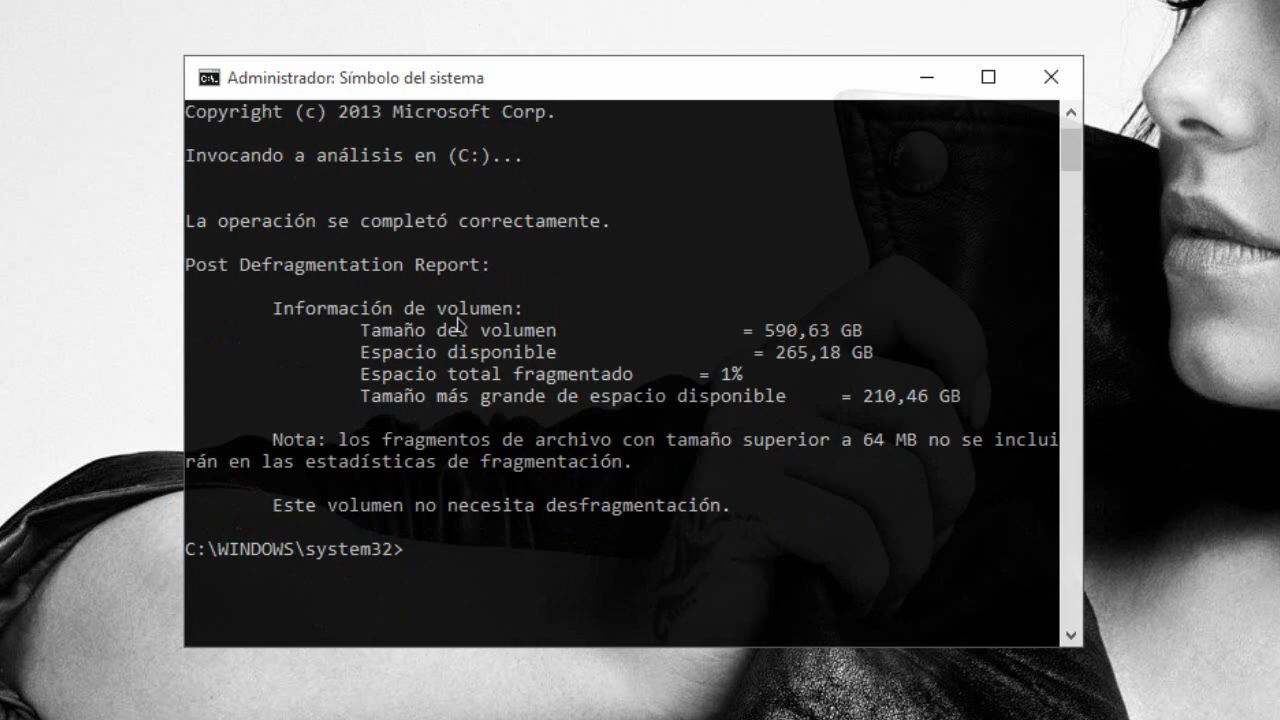 Administrador: Símbolo del sistema
Copyright (c) 2013 Microsoft Corp.
Invocando a análisis en (C:)...
La operación se completó correctamente.
Post Defragmentation Report:
Información de volumen:
Tamaño del volumen = 590,63 GB
Espacio disponible = 265,18 GB
Espacio total fragmentado = 1%
Tamaño más grande de espacio disponible = 210,46 GB
Nota: los fragmentos de archivo con tamaño superior a 64 MB no se inclui
rán en las estadísticas de fragmentación.
Este volumen no necesita desfragmentación.
C:\WINDOWS\system32>